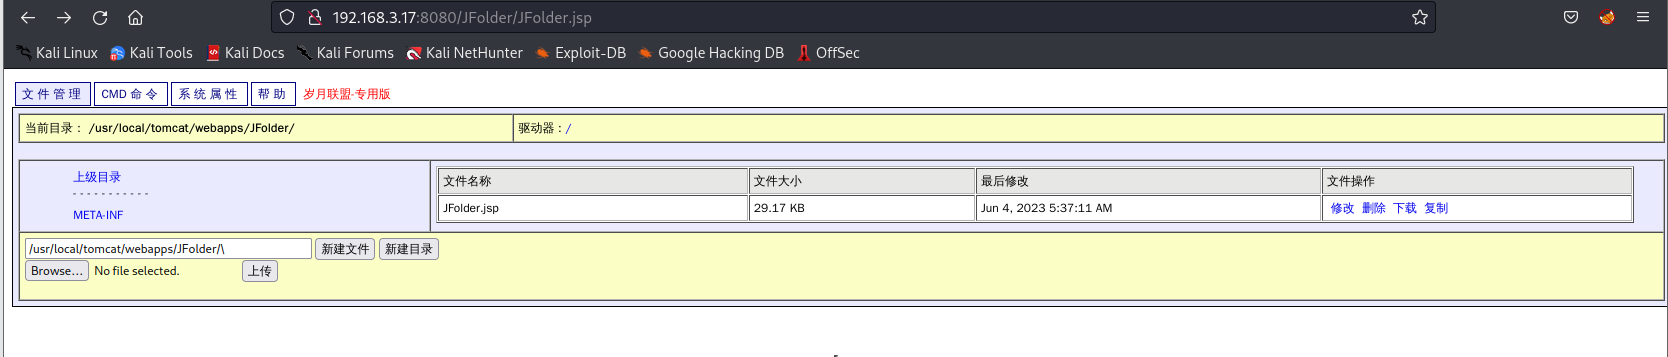 192.168.3.17:8080/JFolder/JFolder.jsp
Kali Linux Kali Tools Kali Docs Kali Forums Kali NetHunter Exploit-DB Google Hacking DB OffSec
文件管理 CMD 命令 系统属性 帮助 岁月联盟-专用版
当前目录： /usr/local/tomcat/webapps/JFolder/ 驱动器：/
上级目录
- - - - - - - - - - -
META-INF
文件名称 文件大小 最后修改 文件操作
JFolder.jsp 29.17 KB Jun 4, 2023 5:37:11 AM 修改 删除 下载 复制
/usr/local/tomcat/webapps/JFolder/\ 新建文件 新建目录
Browse... No file selected. 上传